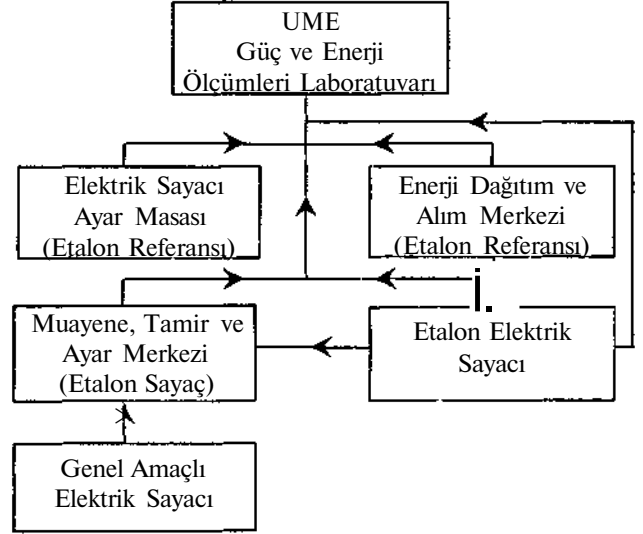 UME
Güç ve Enerji
Ölçümleri Laboratuvarı
Elektrik Sayacı
Ayar Masası
(Etalon Referansı)
Enerji Dağıtım ve
Alım Merkezi
(Etalon Referansı)
Muayene, Tamir ve
Ayar Merkezi
(Etalon Sayaç)
Etalon Elektrik
Sayacı
Genel Amaçlı
Elektrik Sayacı